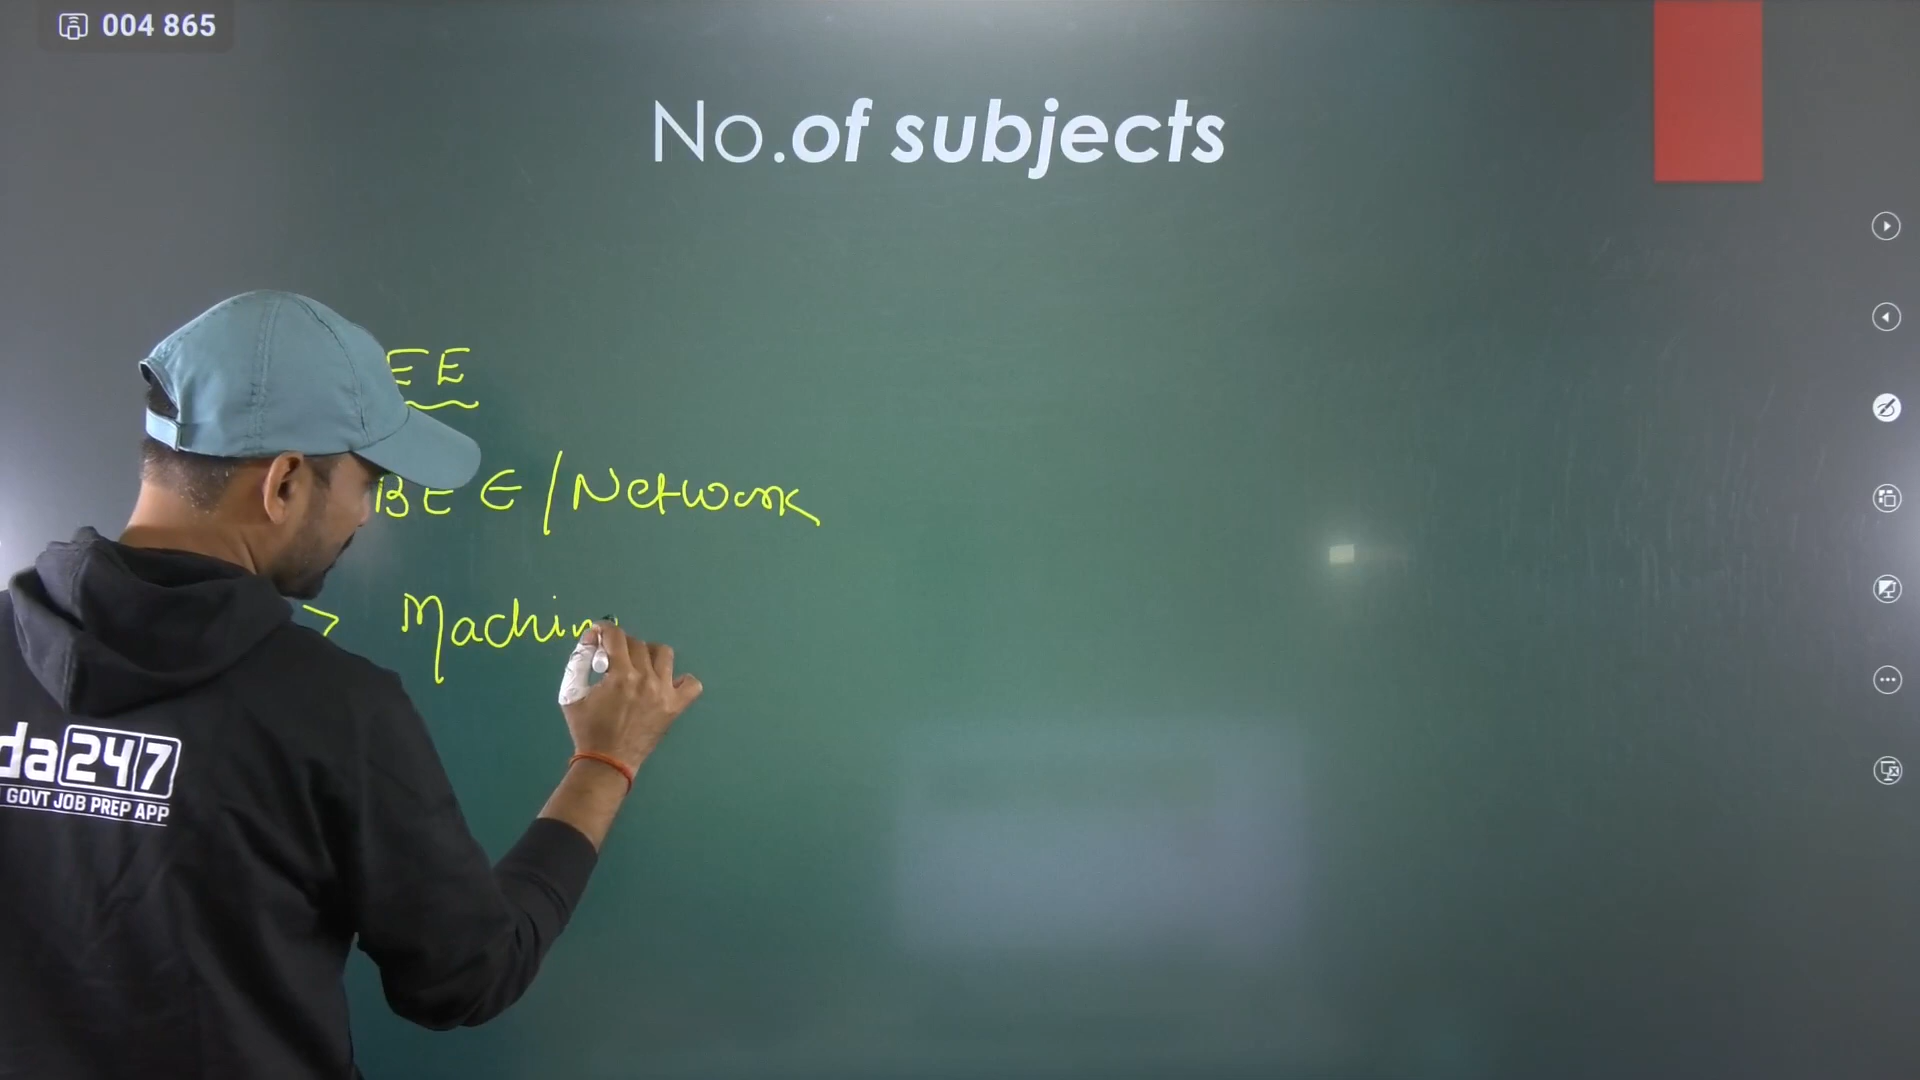 004 865
No.of subjects
EE
BEE/Network
> Machin
da247
GOVT JOB PREP APP